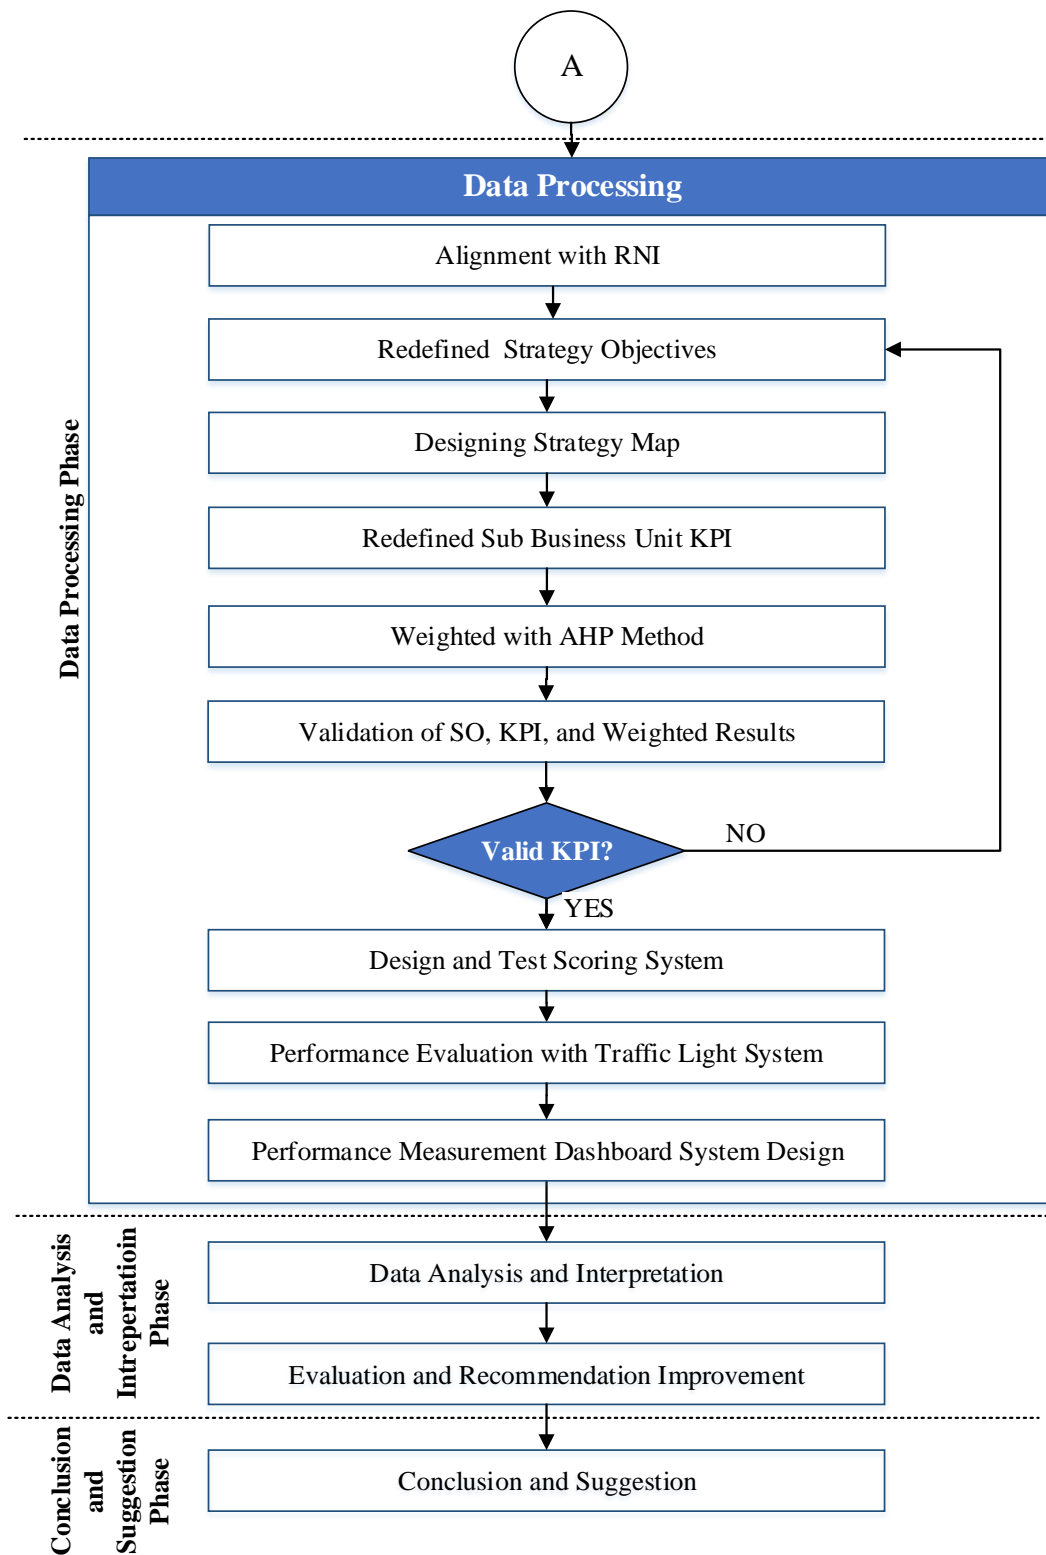 A
Data Processing
Data Processing Phase
Alignment with RNI
Redefined  Strategy Objectives
Designing Strategy Map
Redefined Sub Business Unit KPI
Weighted with AHP Method
Validation of SO, KPI, and Weighted Results
Valid KPI?
NO
YES
Design and Test Scoring System
Performance Evaluation with Traffic Light System
Performance Measurement Dashboard System Design
Data Analysis
and
Intrepertatioin
Phase
Data Analysis and Interpretation
Evaluation and Recommendation Improvement
Conclusion
and
Suggestion
Phase
Conclusion and Suggestion